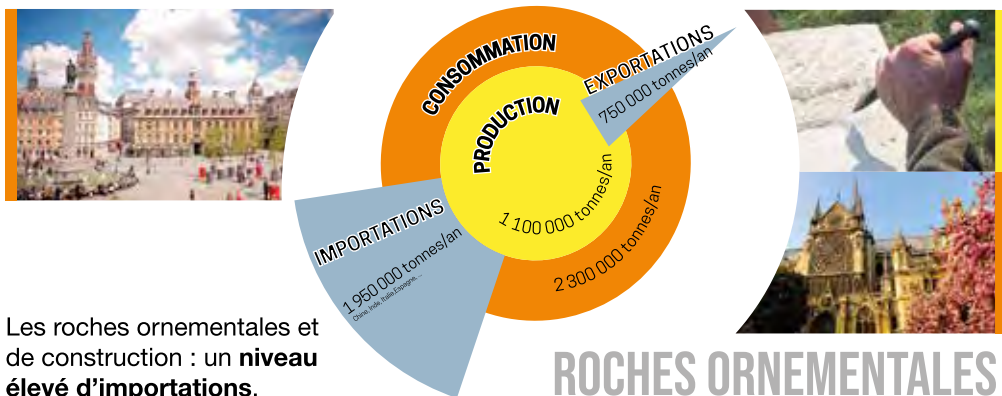 CONSOMMATION
PRODUCTION
EXPORTATIONS
750 000 tonnes/an
1 100 000 tonnes/an
2 300 000 tonnes/an
IMPORTATIONS
1 950 000 tonnes/an
Chine, Inde, Italie,Espagne, ...
Les roches ornementales et
de construction : un niveau
élevé d’importations.
ROCHES ORNEMENTALES